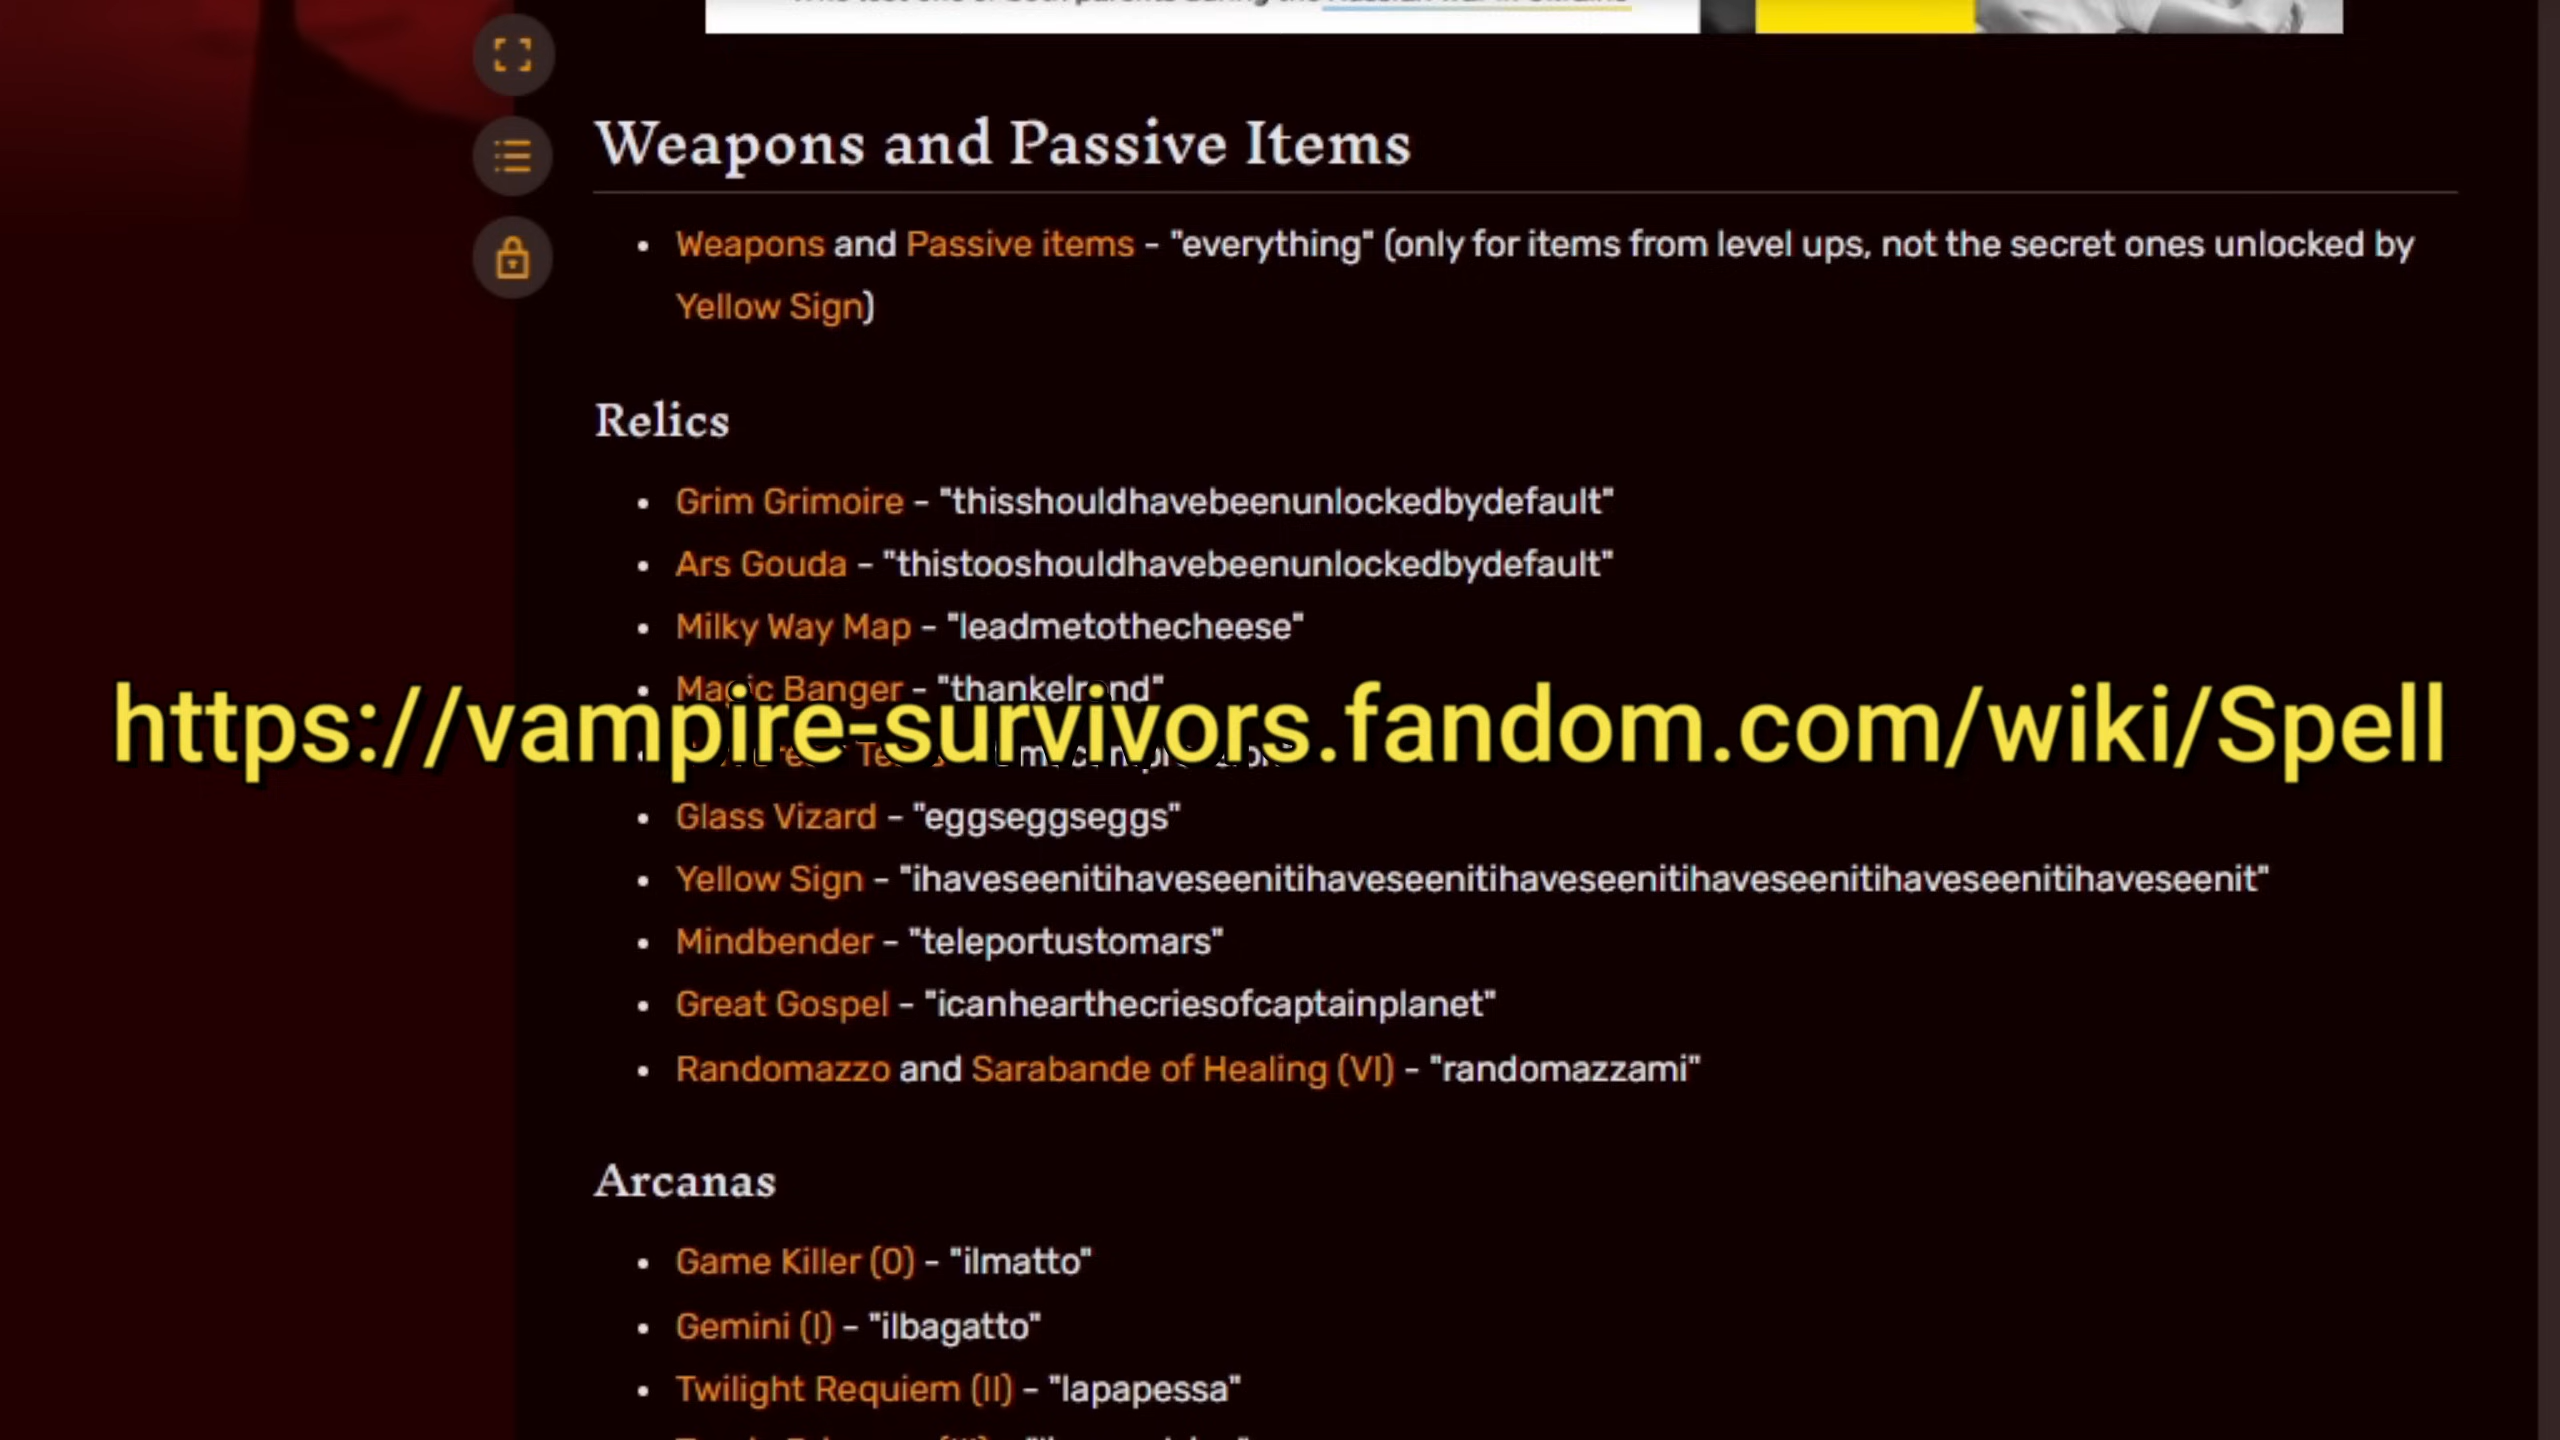 Weapons and Passive Items
• Weapons and Passive items - "everything" (only for items from level ups, not the secret ones unlocked by
Yellow Sign)
Relics
• Grim Grimoire - "thisshouldhavebeenunlockedbydefault"
• Ars Gouda - "thistooshouldhavebeenunlockedbydefault"
• Milky Way Map - "leadmetothecheese"
• Magic Banger - "thankelrond"
https://vampire-survivors.fandom.com/wiki/Spell
• Glass Vizard - "eggseggseggs"
• Yellow Sign - "ihaveseenitihaveseenitihaveseenitihaveseenitihaveseenitihaveseenitihaveseenit"
• Mindbender - "teleportustomars"
• Great Gospel - "icanhearthecriesofcaptainplanet"
• Randomazzo and Sarabande of Healing (VI) - "randomazzami"
Arcanas
• Game Killer (0) - "ilmatto"
• Gemini (I) - "ilbagatto"
• Twilight Requiem (II) - "lapapessa"